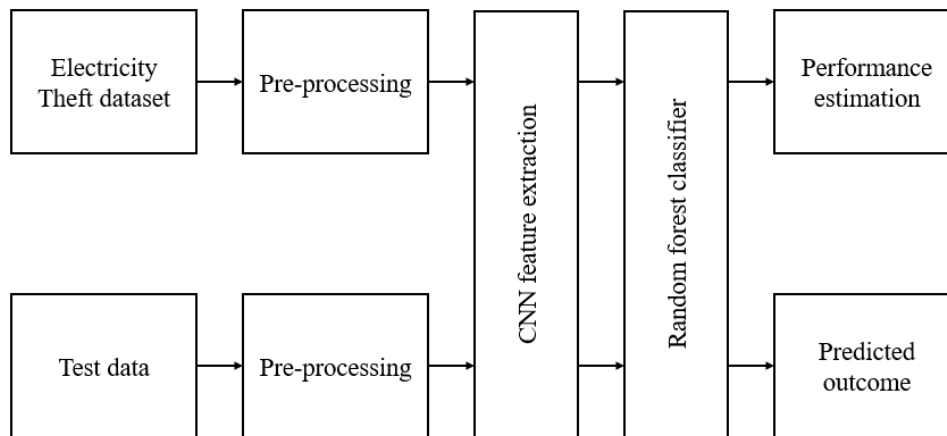 Electricity
Theft dataset
Pre-processing
CNN feature extraction
Random forest classifier
Performance
estimation
Test data
Pre-processing
Predicted
outcome